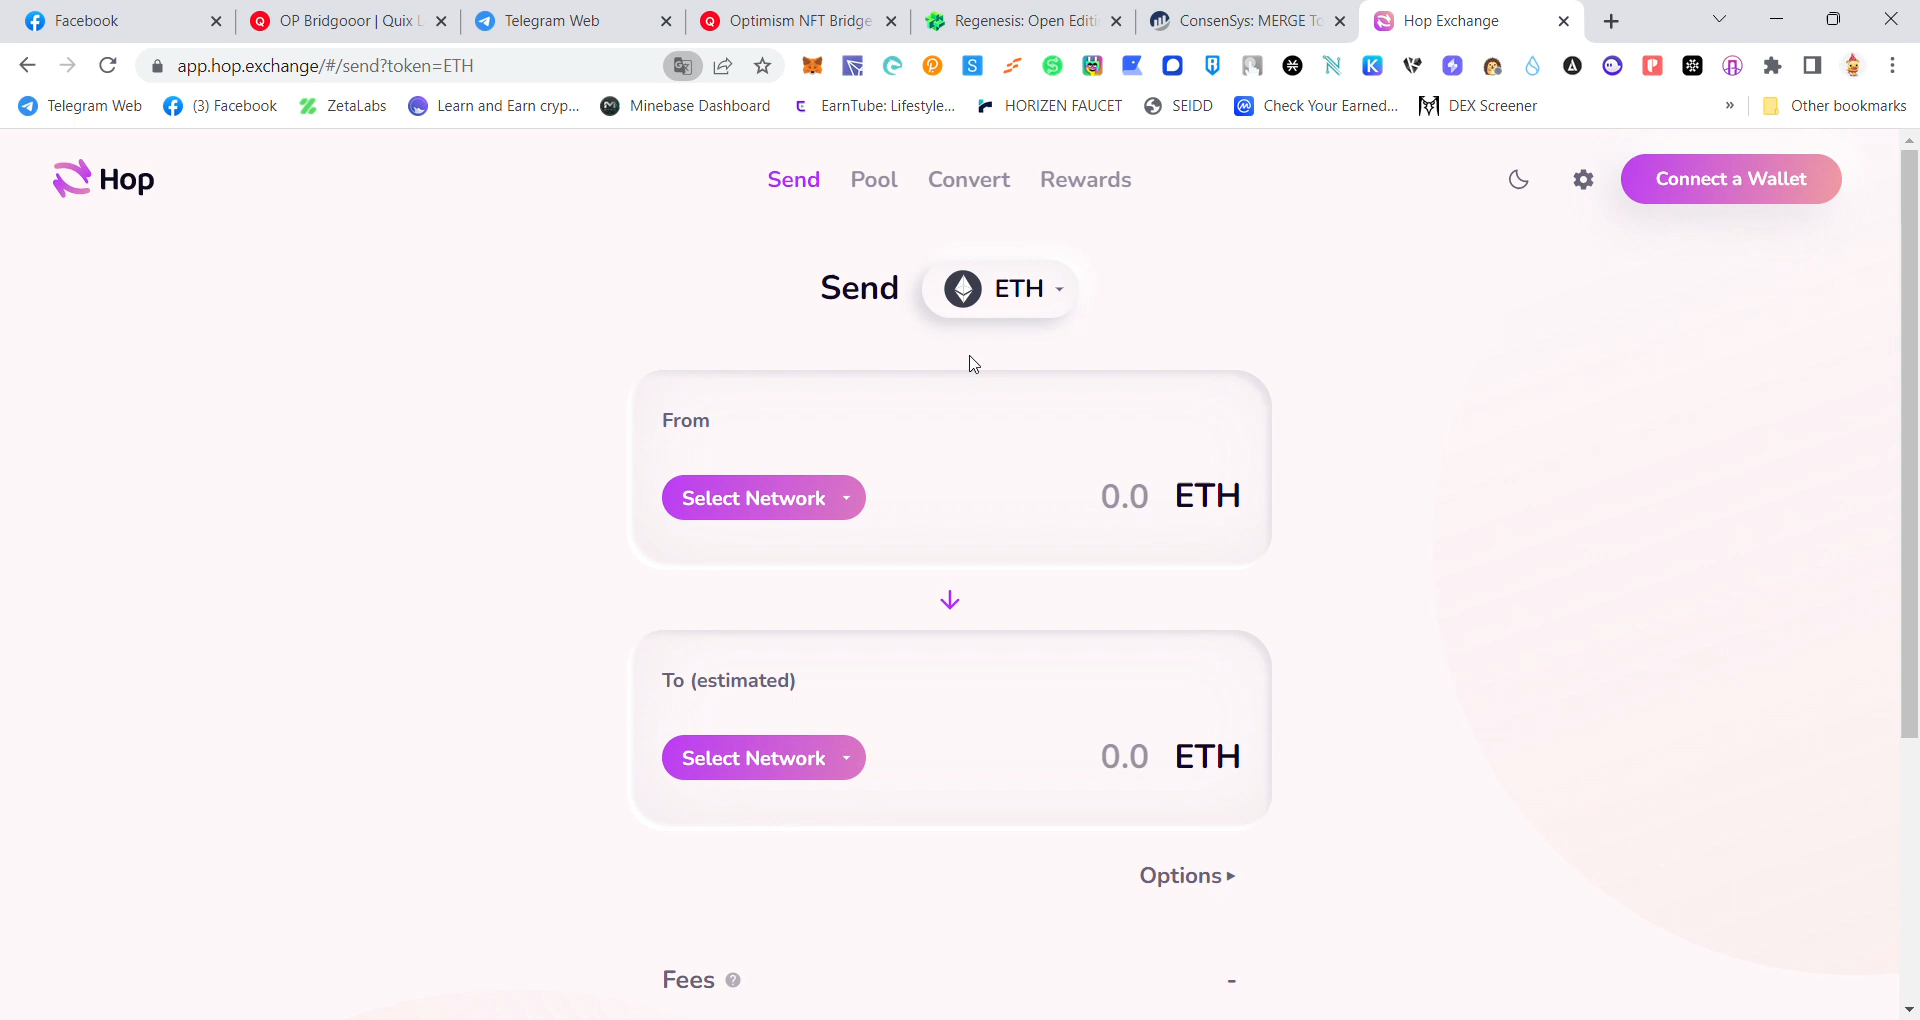 Facebook
OP Bridgooor | Quix L
Telegram Web
Optimism NFT Bridge
Regenesis: Open Editi
ConsenSys: MERGE To
Hop Exchange
app.hop.exchange/#/send?token=ETH
Telegram Web
(3) Facebook
ZetaLabs
Learn and Earn cryp...
Minebase Dashboard
EarnTube: Lifestyle...
HORIZEN FAUCET
SEIDD
Check Your Earned...
DEX Screener
»
Other bookmarks
Hop
Send
Pool
Convert
Rewards
Connect a Wallet
Send
ETH
From
Select Network
0.0 ETH
To (estimated)
Select Network
0.0 ETH
Options
Fees ?
-